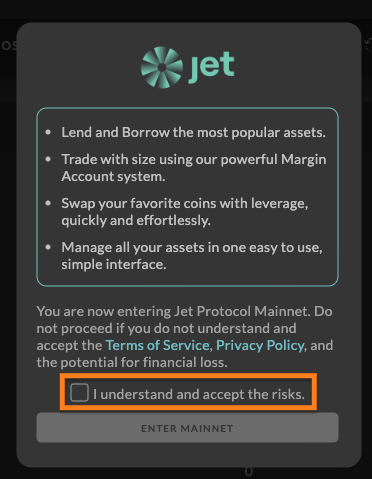 OS
jet
• Lend and Borrow the most popular assets.
• Trade with size using our powerful Margin
Account system.
• Swap your favorite coins with leverage,
quickly and effortlessly.
• Manage all your assets in one easy to use,
simple interface.
You are now entering Jet Protocol Mainnet. Do
not proceed if you do not understand and
accept the Terms of Service, Privacy Policy, and
the potential for financial loss.
I understand and accept the risks.
ENTER MAINNET
0